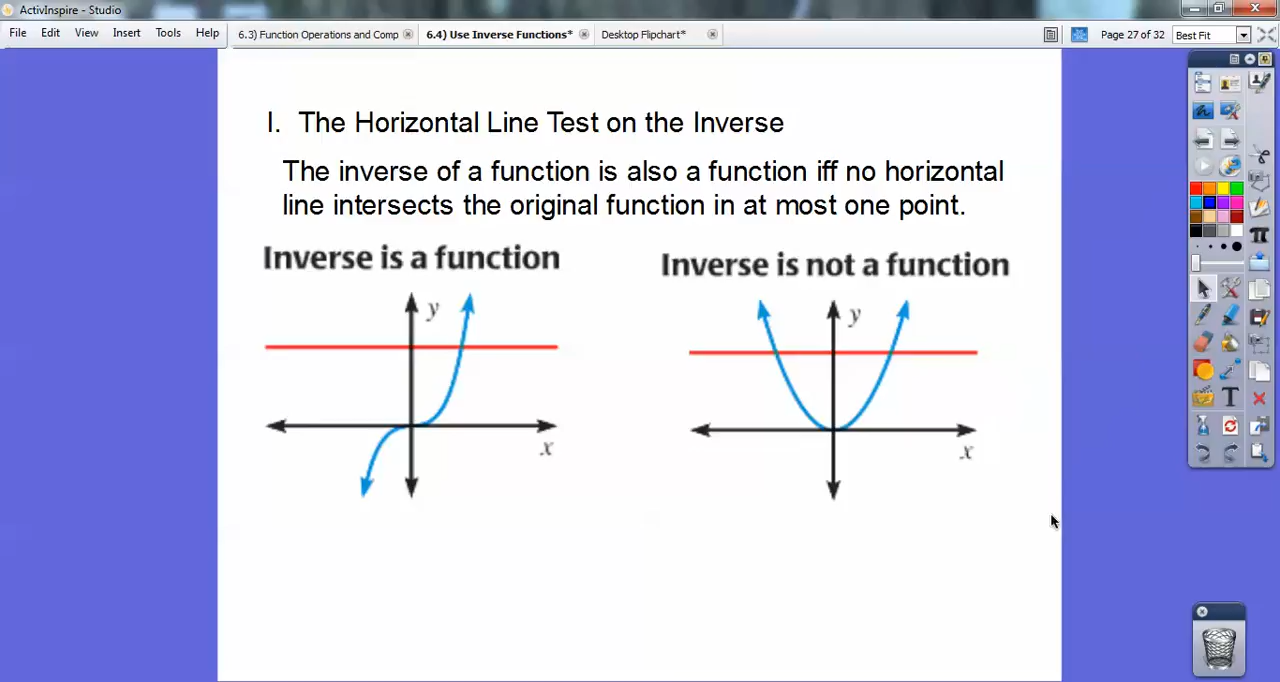 ActivInspire - Studio
File Edit View Insert Tools Help
6.3) Function Operations and Comp
6.4) Use Inverse Functions*
Desktop Flipchart*
Page 27 of 32
Best Fit
I. The Horizontal Line Test on the Inverse
The inverse of a function is also a function iff no horizontal
line intersects the original function in at most one point.
Inverse is a function
Inverse is not a function
y
x
y
x